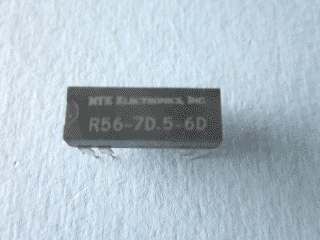 NTE ELECTRONICS, INC.
R56-7D.5-6D